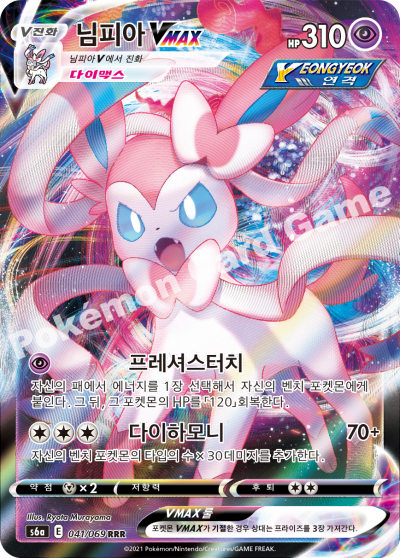 V진화
님피아 VMAX
HP 310
님피아 V에서 진화
다이맥스
YEONGYEOK
연격
Pokémon Card Game
프레셔스터치
자신의 패에서 에너지를 1장 선택해서 자신의 벤치 포켓몬에게
붙인다. 그 뒤, 그 포켓몬의 HP를 「120」 회복한다.
다이하모니 70+
자신의 벤치 포켓몬의 타입의 수 × 30 데미지를 추가한다.
약점 ×2 저항력 후퇴
Illus. Ryota Murayama
s6a E 041/069 RRR
VMAX 룰
포켓몬 VMAX가 기절한 경우 상대는 프라이즈를 3장 가져간다.
©2021 Pokémon/Nintendo/Creatures/GAME FREAK.